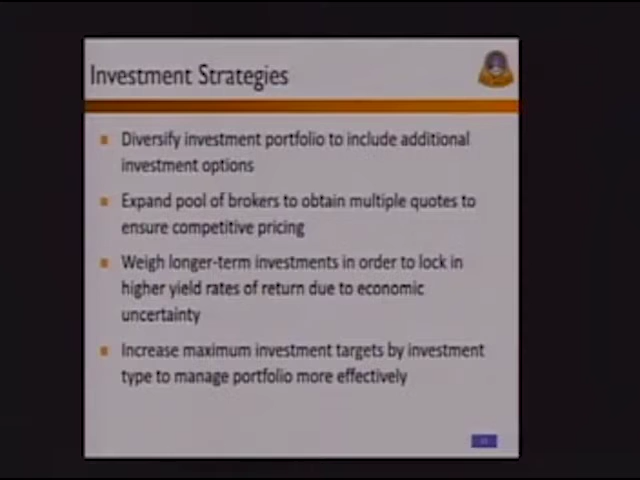 Investment Strategies
Diversify investment portfolio to include additional
investment options
Expand pool of brokers to obtain multiple quotes to
ensure competitive pricing
Weigh longer-term investments in order to lock in
higher yield rates of return due to economic
uncertainty
Increase maximum investment targets by investment
type to manage portfolio more effectively